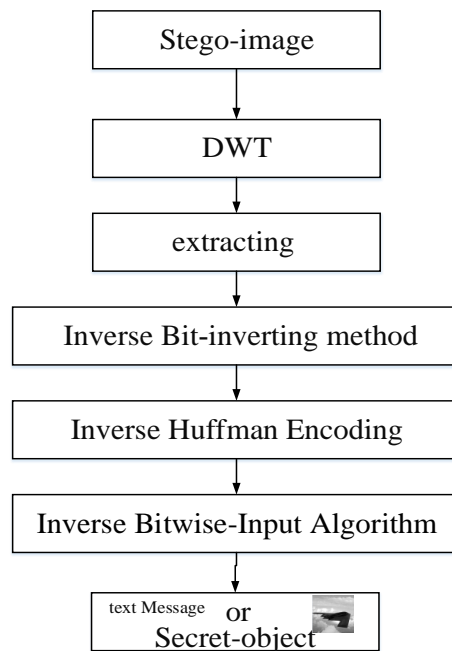 Stego-image
DWT
extracting
Inverse Bit-inverting method
Inverse Huffman Encoding
Inverse Bitwise-Input Algorithm
text Message or
Secret-object